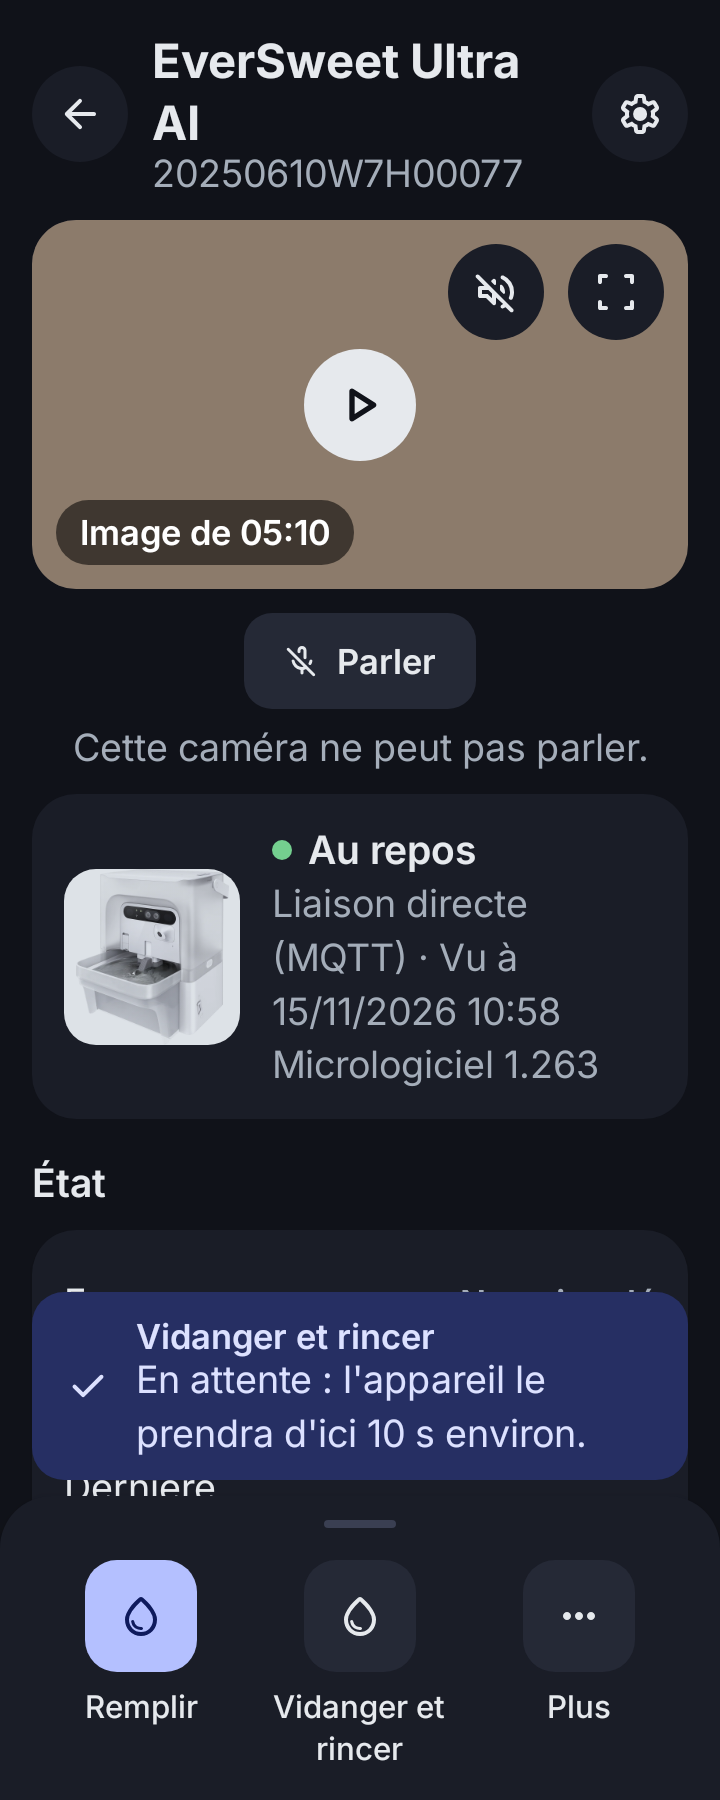 EverSweet Ultra
AI
20250610W7H00077
Image de 05:10
Parler
Cette caméra ne peut pas parler.
Au repos
Liaison directe
(MQTT) · Vu à
15/11/2026 10:58
Micrologiciel 1.263
État
Vidanger et rincer
En attente : l'appareil le
prendra d'ici 10 s environ.
Dernière
Remplir
Vidanger et
rincer
Plus